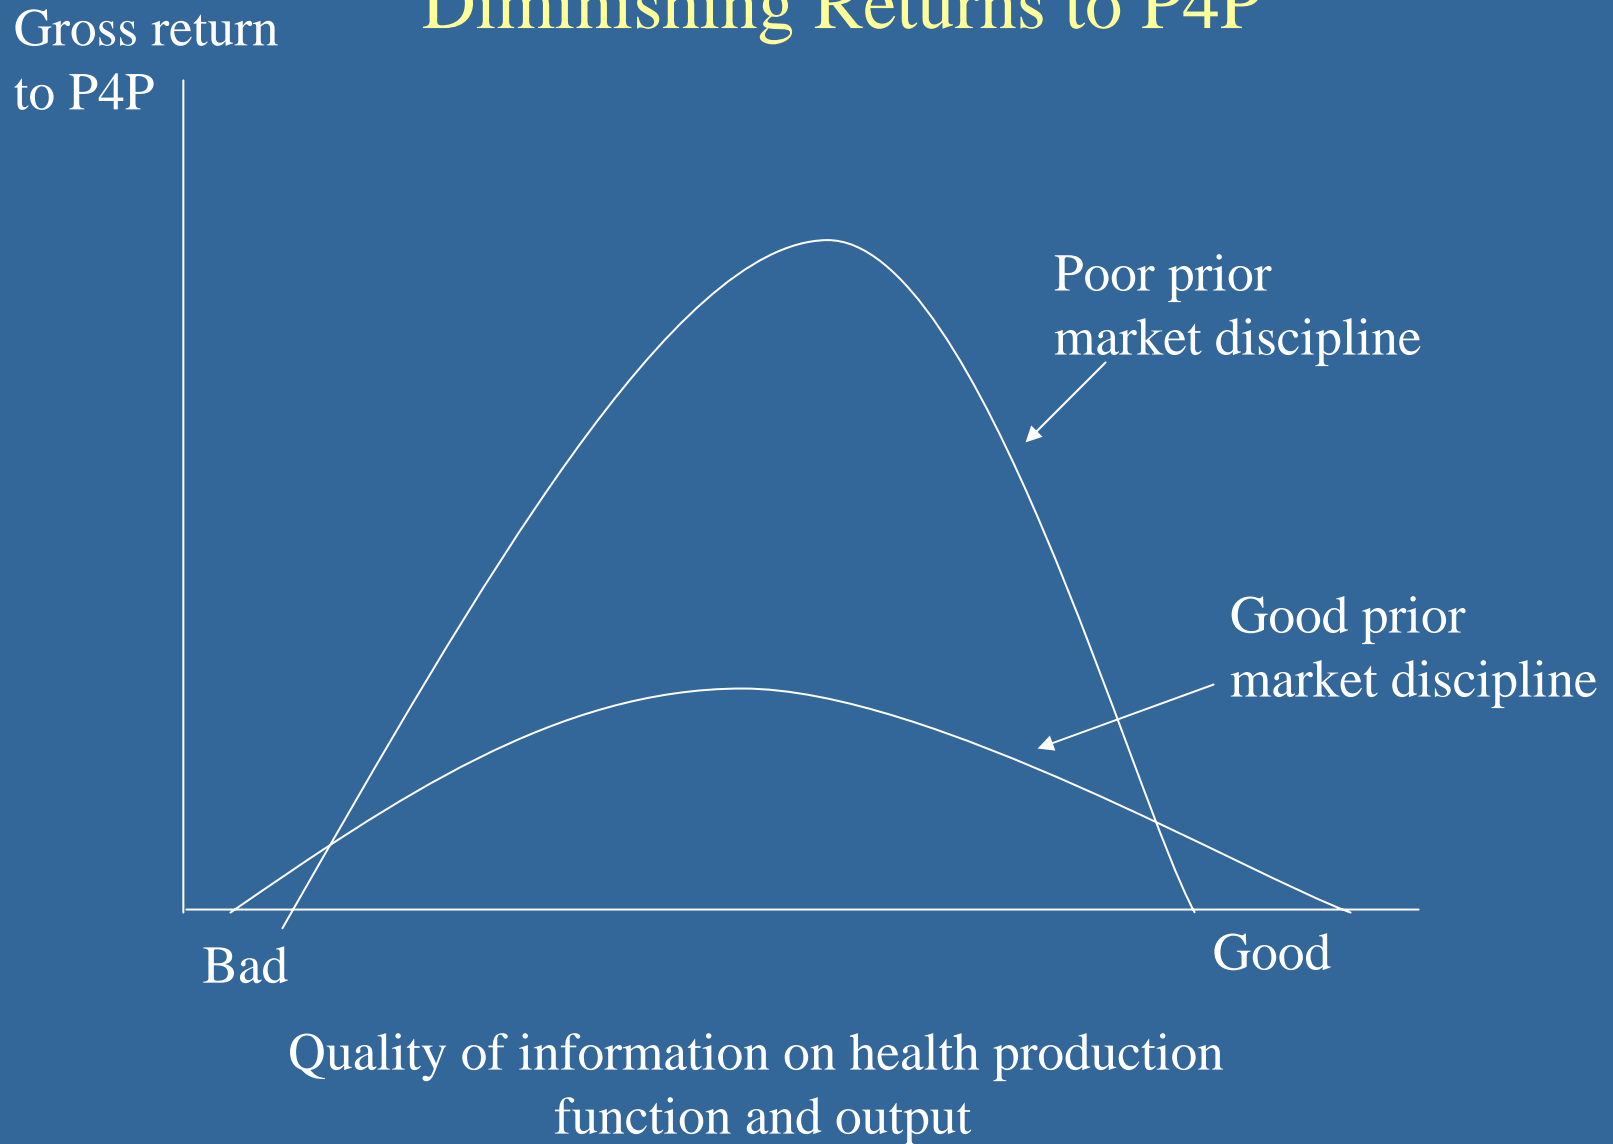 Diminishing Returns to P4P
Gross return
to P4P
Poor prior
market discipline
Good prior
market discipline
Bad
Good
Quality of information on health production
function and output